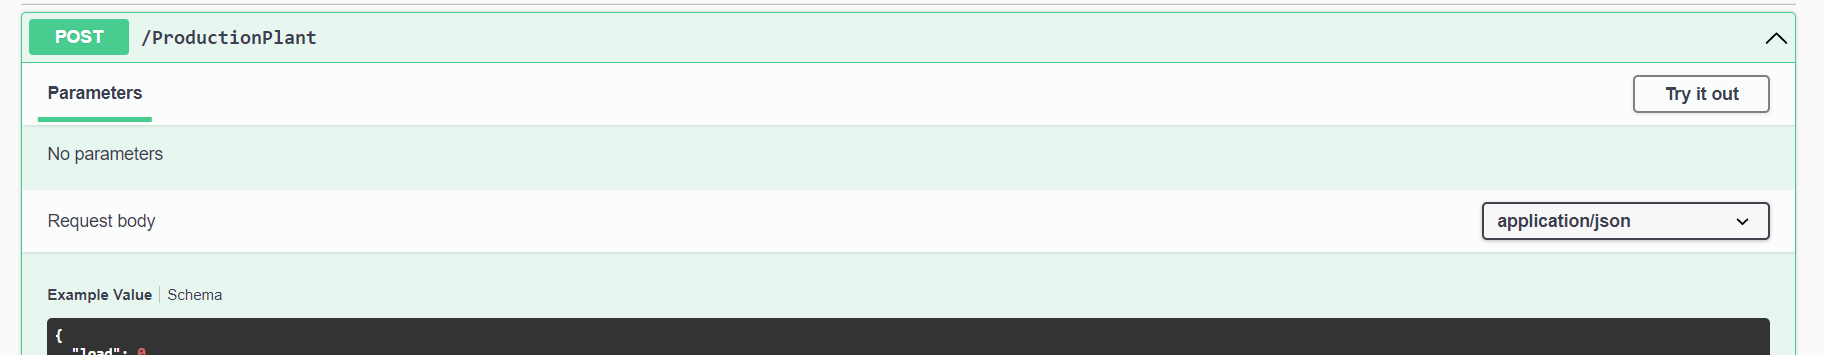 POST /ProductionPlant
Parameters
Try it out
No parameters
Request body
application/json
Example Value
Schema
{
"load": 0